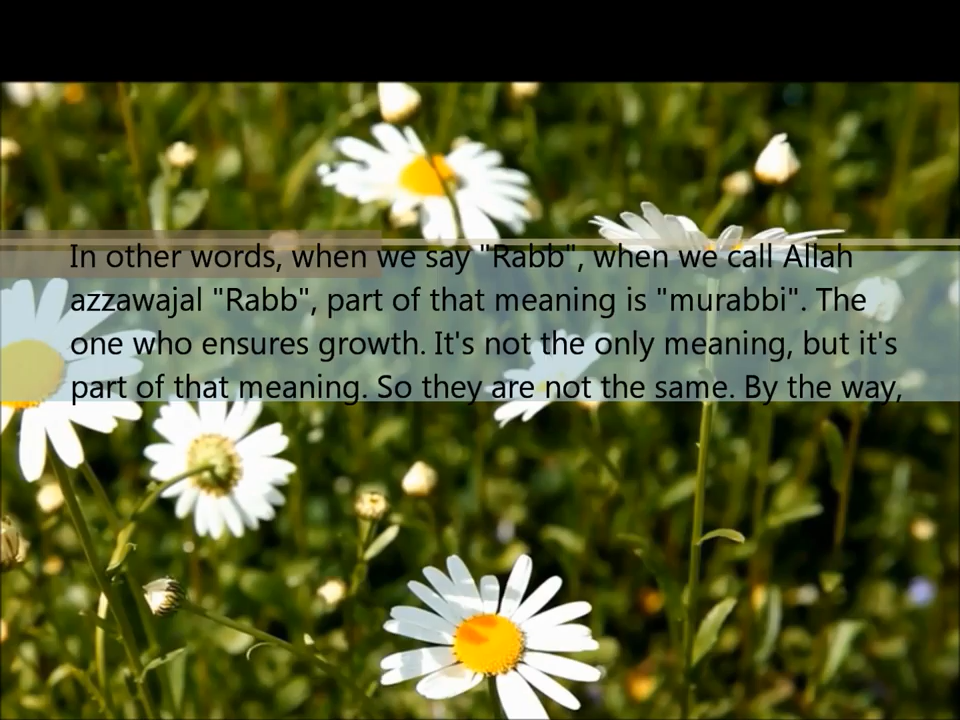 In other words, when we say "Rabb", when we call Allah
azzawajal "Rabb", part of that meaning is "murabbi". The
one who ensures growth. It's not the only meaning, but it's
part of that meaning. So they are not the same. By the way,